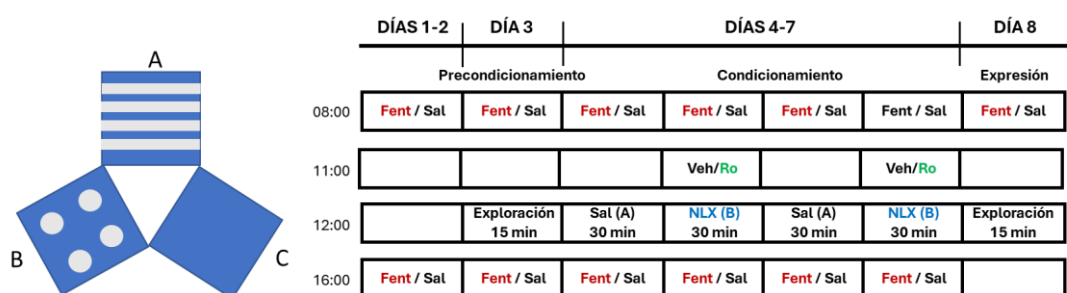 A
B
C
DÍAS 1-2 DÍA 3 DÍAS 4-7 DÍA 8
Precondicionamiento Condicionamiento Expresión
08:00 Fent / Sal Fent / Sal Fent / Sal Fent / Sal Fent / Sal Fent / Sal Fent / Sal
11:00 Veh/Ro Veh/Ro
12:00 Exploración Sal (A) NLX (B) Sal (A) NLX (B) Exploración
15 min 30 min 30 min 30 min 30 min 15 min
16:00 Fent / Sal Fent / Sal Fent / Sal Fent / Sal Fent / Sal Fent / Sal